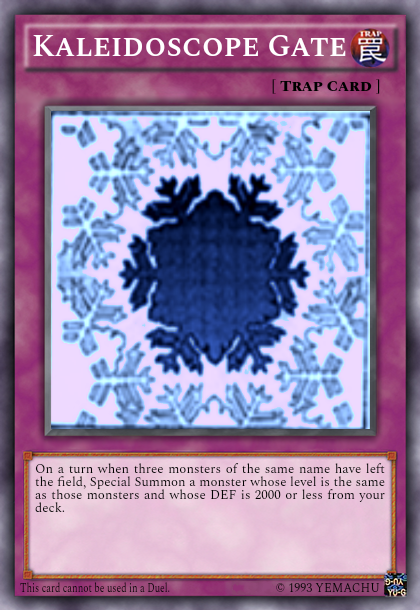 KALEIDOSCOPE GATE
TRAP
罠
[ TRAP CARD ]
On a turn when three monsters of the same name have left
the field, Special Summon a monster whose level is the same
as those monsters and whose DEF is 2000 or less from your
deck.
This card cannot be used in a Duel.
© 1993 YEMACHU